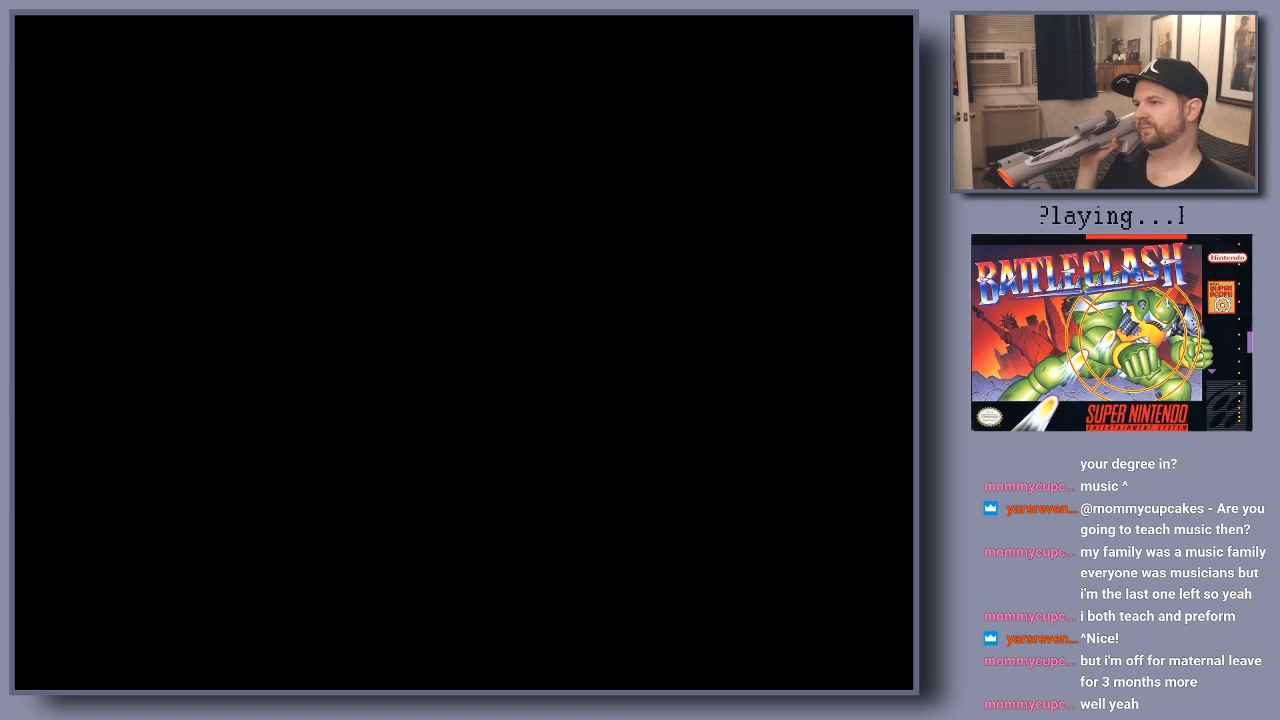 ?laying...
BATTLECLASH
Nintendo
SUPER
SCOPE
SUPER NINTENDO
ENTERTAINMENT SYSTEM
your degree in?
mommycupc... music ^
yarsreven... @mommycupcakes - Are you
going to teach music then?
mommycupc... my family was a music family
everyone was musicians but
i'm the last one left so yeah
mommycupc... i both teach and preform
yarsreven... ^Nice!
mommycupc... but i'm off for maternal leave
for 3 months more
mommycupc... well yeah